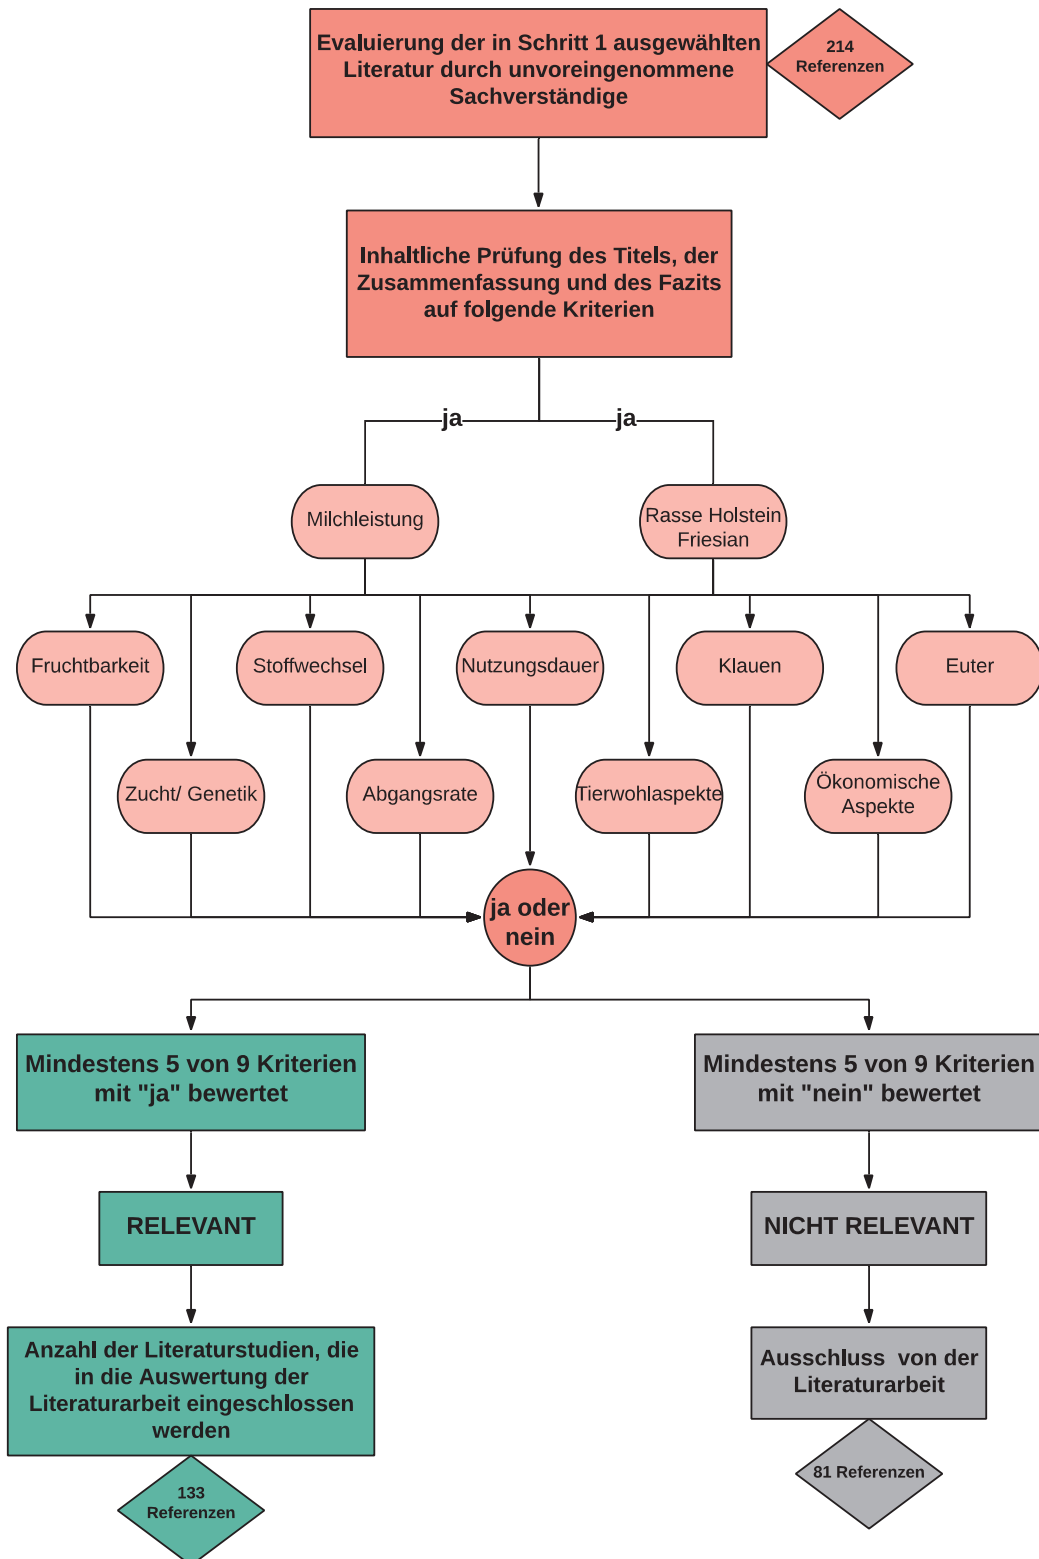 Evaluierung der in Schritt 1 ausgewählten
Literatur durch unvoreingenommene
Sachverständige
214
Referenzen
Inhaltliche Prüfung des Titels, der
Zusammenfassung und des Fazits
auf folgende Kriterien
ja
ja
Milchleistung
Rasse Holstein
Friesian
Fruchtbarkeit
Stoffwechsel
Nutzungsdauer
Klauen
Euter
Zucht/ Genetik
Abgangsrate
Tierwohlaspekte
Ökonomische
Aspekte
ja oder
nein
Mindestens 5 von 9 Kriterien
mit "ja" bewertet
Mindestens 5 von 9 Kriterien
mit "nein" bewertet
RELEVANT
NICHT RELEVANT
Anzahl der Literaturstudien, die
in die Auswertung der
Literaturarbeit eingeschlossen
werden
Ausschluss von der
Literaturarbeit
133
Referenzen
81 Referenzen